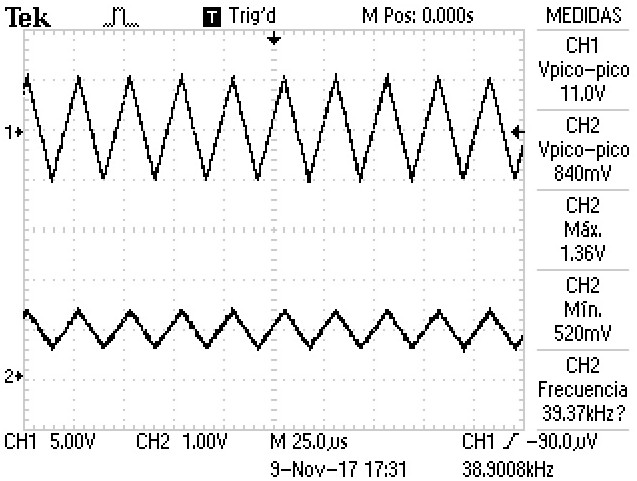 Tek T Trig'd M Pos: 0.000s MEDIDAS
CH1
Vpico-pico
11.0V
CH2
Vpico-pico
840mV
CH2
Máx.
1.36V
CH2
Mín.
520mV
CH2
Frecuencia
39.37kHz?
1
2
CH1 5.00V CH2 1.00V M 25.0µs CH1 -90.0µV
9-Nov-17 17:31 38.9008kHz